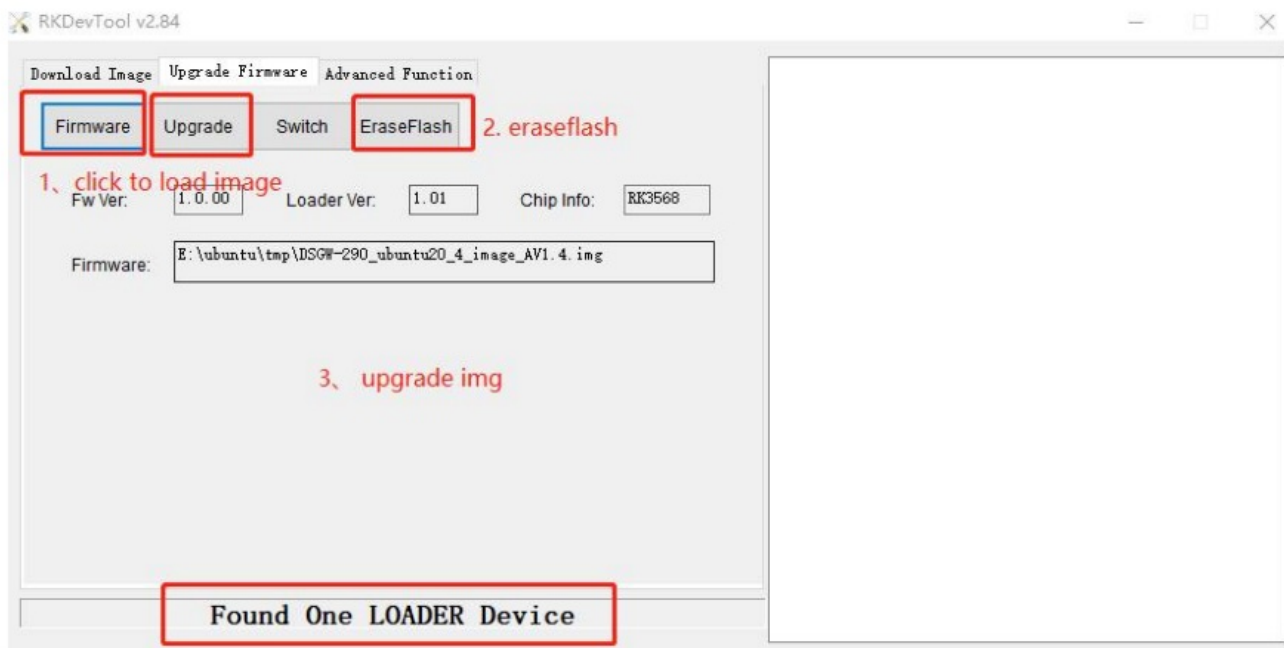 RKDevTool v2.84
Download Image Upgrade Firmware Advanced Function
Firmware Upgrade Switch EraseFlash 2. eraseflash
1、 click to load image
Fw Ver: 1.0.00 Loader Ver: 1.01 Chip Info: RK3568
Firmware: E:\ubuntu\tmp\DSGW-290_ubuntu20_4_image_AV1.4.img
3、 upgrade img
Found One LOADER Device